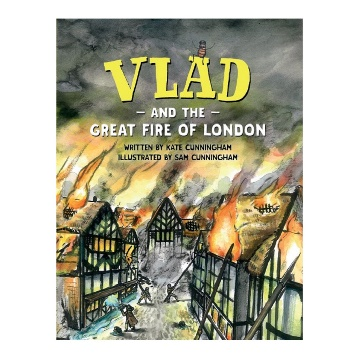 VLAD
– AND THE –
GREAT FIRE OF LONDON
WRITTEN BY KATE CUNNINGHAM
ILLUSTRATED BY SAM CUNNINGHAM